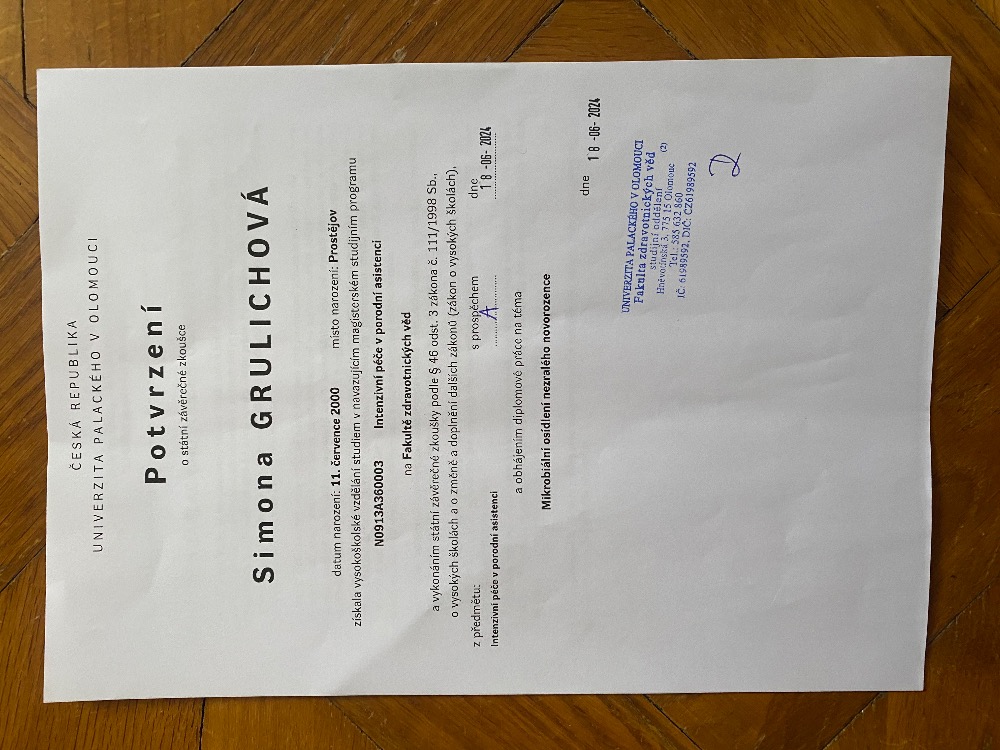 ČESKÁ REPUBLIKA
UNIVERZITA PALACKÉHO V OLOMOUCI
Potvrzení
o státní závěrečné zkoušce
Simona GRULICHOVÁ
datum narození: 11. července 2000 místo narození: Prostějov
získala vysokoškolské vzdělání studiem v navazujícím magisterském studijním programu
N0913A360003 Intenzivní péče v porodní asistenci
na Fakultě zdravotnických věd
a vykonáním státní závěrečné zkoušky podle § 46 odst. 3 zákona č. 111/1998 Sb.,
o vysokých školách a o změně a doplnění dalších zákonů (zákon o vysokých školách),
z předmětu: s prospěchem dne
Intenzivní péče v porodní asistenci A 18 -06- 2024
a obhájením diplomové práce na téma
Mikrobiální osídlení nezralého novorozence
dne 18 -06- 2024
UNIVERZITA PALACKÉHO V OLOMOUCI
Fakulta zdravotnických věd
studijní oddělení (2)
Hněvotínská 3, 775 15 Olomouc
Tel.: 585 632 860
IČ: 61989592, DIČ: CZ61989592